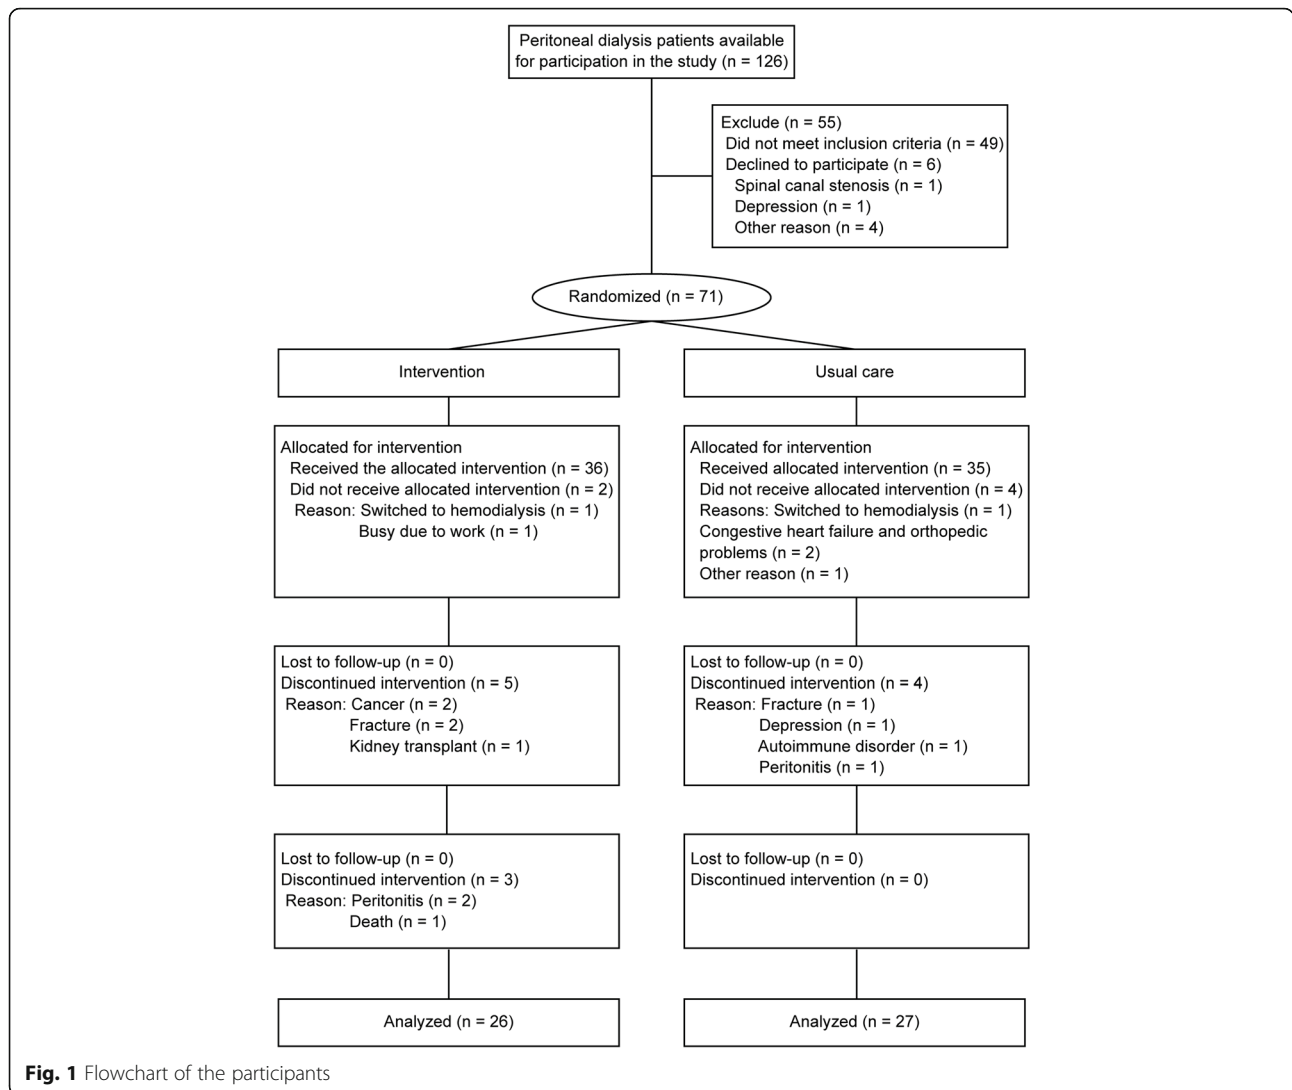 Peritoneal dialysis patients available
for participation in the study (n = 126)
Exclude (n = 55)
Did not meet inclusion criteria (n = 49)
Declined to participate (n = 6)
Spinal canal stenosis (n = 1)
Depression (n = 1)
Other reason (n = 4)
Randomized (n = 71)
Intervention
Usual care
Allocated for intervention
Received the allocated intervention (n = 36)
Did not receive allocated intervention (n = 2)
Reason: Switched to hemodialysis (n = 1)
Busy due to work (n = 1)
Allocated for intervention
Received allocated intervention (n = 35)
Did not receive allocated intervention (n = 4)
Reasons: Switched to hemodialysis (n = 1)
Congestive heart failure and orthopedic
problems (n = 2)
Other reason (n = 1)
Lost to follow-up (n = 0)
Discontinued intervention (n = 5)
Reason: Cancer (n = 2)
Fracture (n = 2)
Kidney transplant (n = 1)
Lost to follow-up (n = 0)
Discontinued intervention (n = 4)
Reason: Fracture (n = 1)
Depression (n = 1)
Autoimmune disorder (n = 1)
Peritonitis (n = 1)
Lost to follow-up (n = 0)
Discontinued intervention (n = 3)
Reason: Peritonitis (n = 2)
Death (n = 1)
Lost to follow-up (n = 0)
Discontinued intervention (n = 0)
Analyzed (n = 26)
Analyzed (n = 27)
Fig. 1 Flowchart of the participants